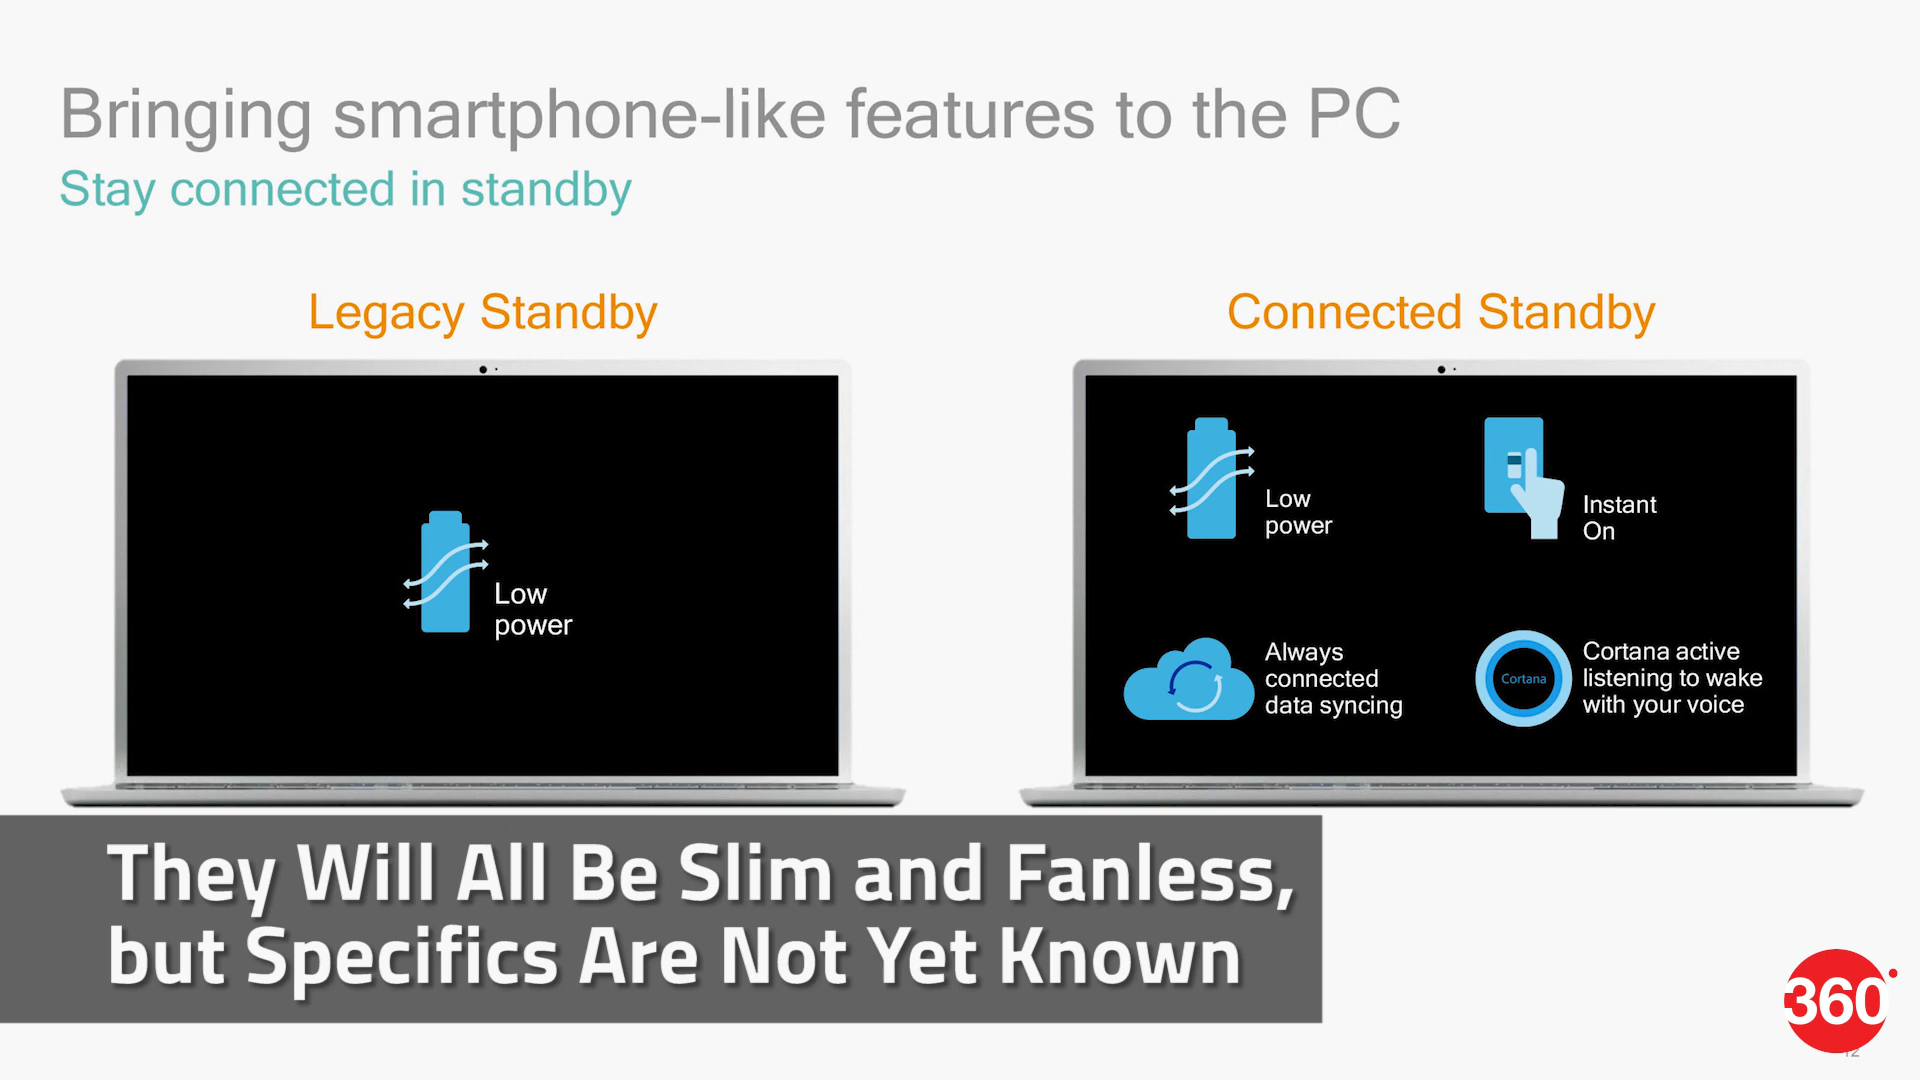 Bringing smartphone-like features to the PC
Stay connected in standby
Legacy Standby
Low
power
Connected Standby
Low
power
Instant
On
Always
connected
data syncing
Cortana
Cortana active
listening to wake
with your voice
They Will All Be Slim and Fanless,
but Specifics Are Not Yet Known
360
12